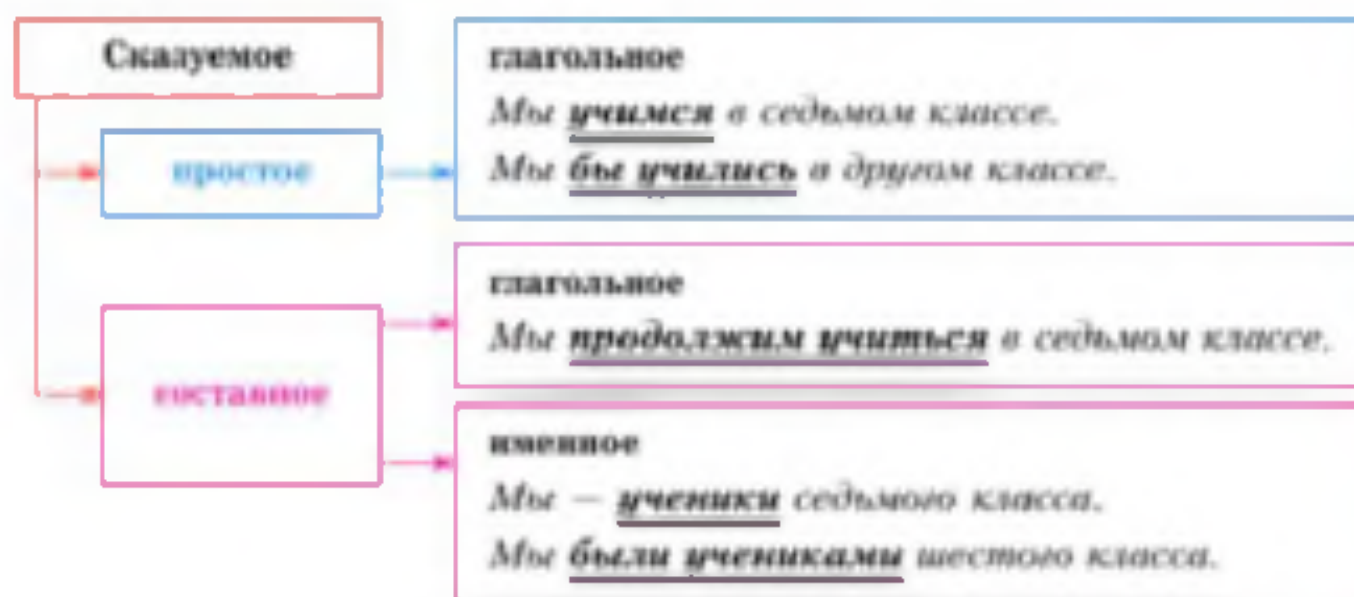 Сказуемое
простое
глагольное
Мы учимся в седьмом классе.
Мы бы учились в другом классе.
составное
глагольное
Мы продолжим учиться в седьмом классе.
именное
Мы — ученики седьмого класса.
Мы были учениками шестого класса.